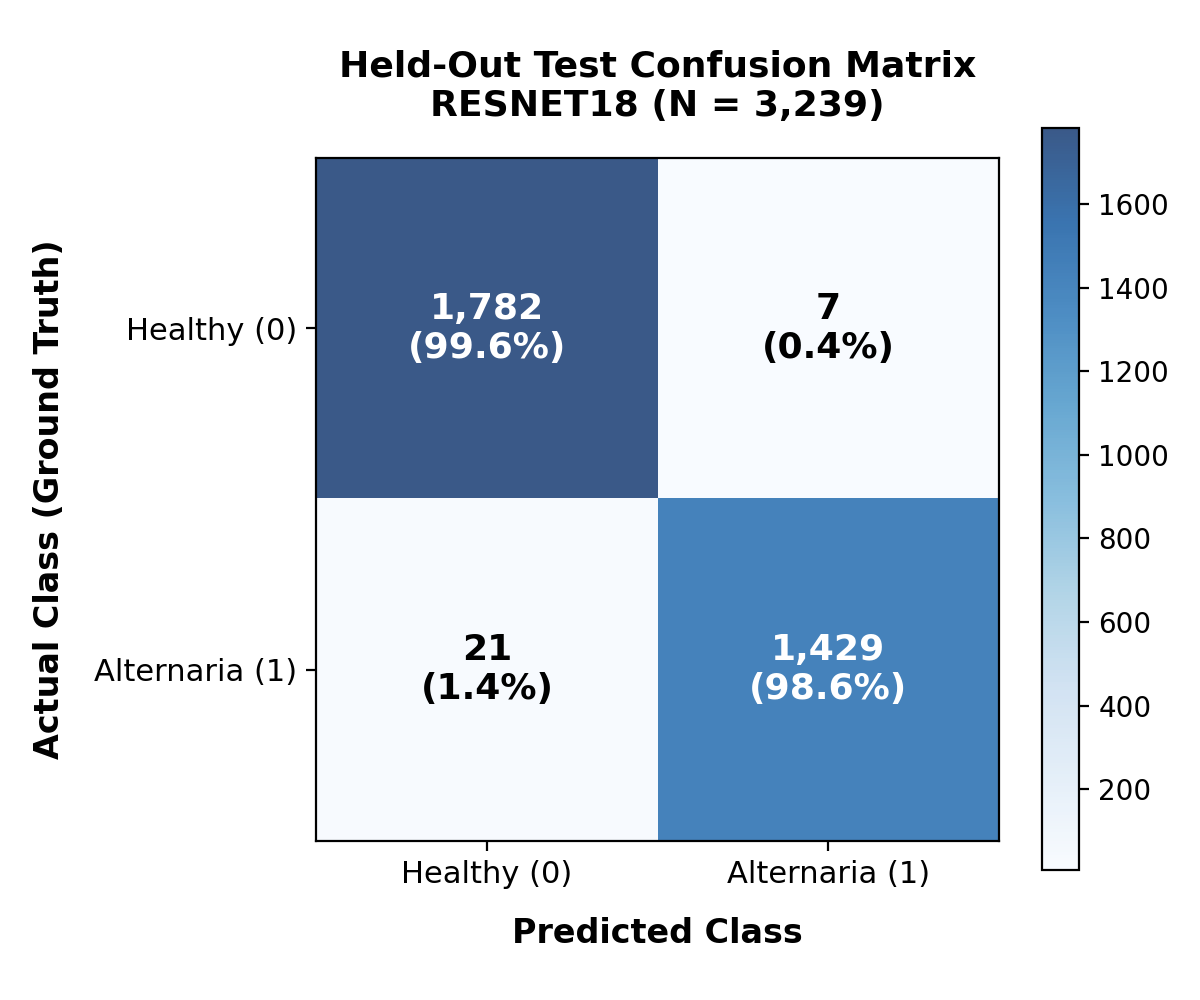 Held-Out Test Confusion Matrix
RESNET18 (N = 3,239)
Actual Class (Ground Truth)
Healthy (0)
1,782
(99.6%)
7
(0.4%)
Alternaria (1)
21
(1.4%)
1,429
(98.6%)
Healthy (0)
Alternaria (1)
Predicted Class
1600
1400
1200
1000
800
600
400
200